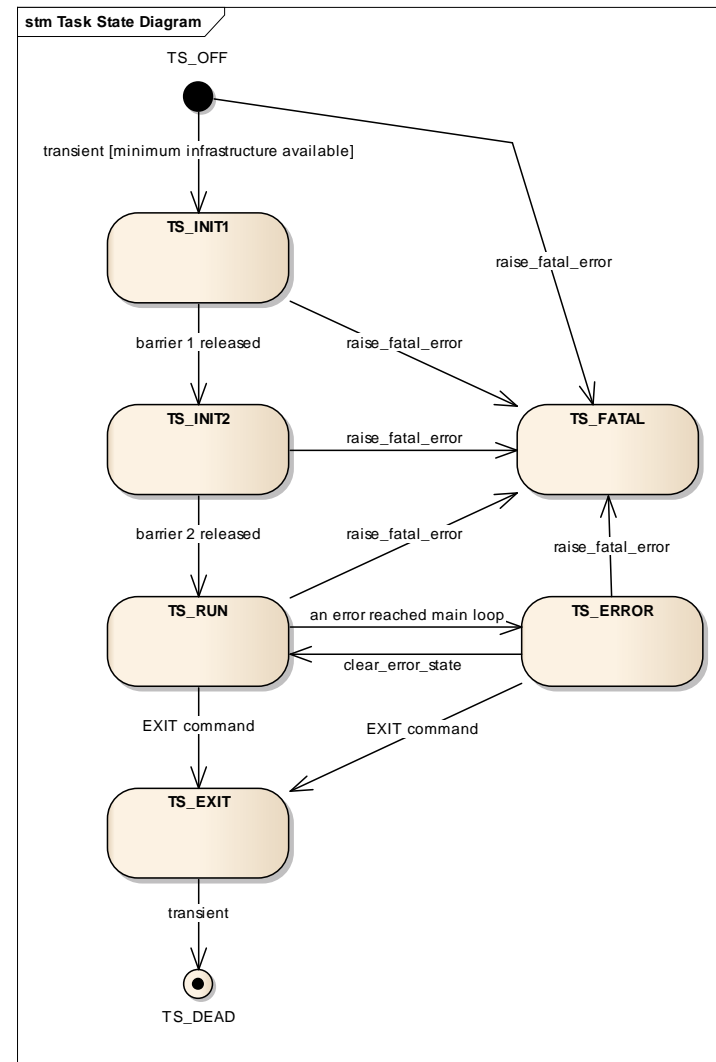 stm Task State Diagram
TS_OFF
transient [minimum infrastructure available]
raise_fatal_error
TS_INIT1
barrier 1 released
raise_fatal_error
TS_INIT2
TS_FATAL
raise_fatal_error
barrier 2 released
raise_fatal_error
raise_fatal_error
TS_RUN
TS_ERROR
an error reached main loop
clear_error_state
EXIT command
EXIT command
TS_EXIT
transient
TS_DEAD